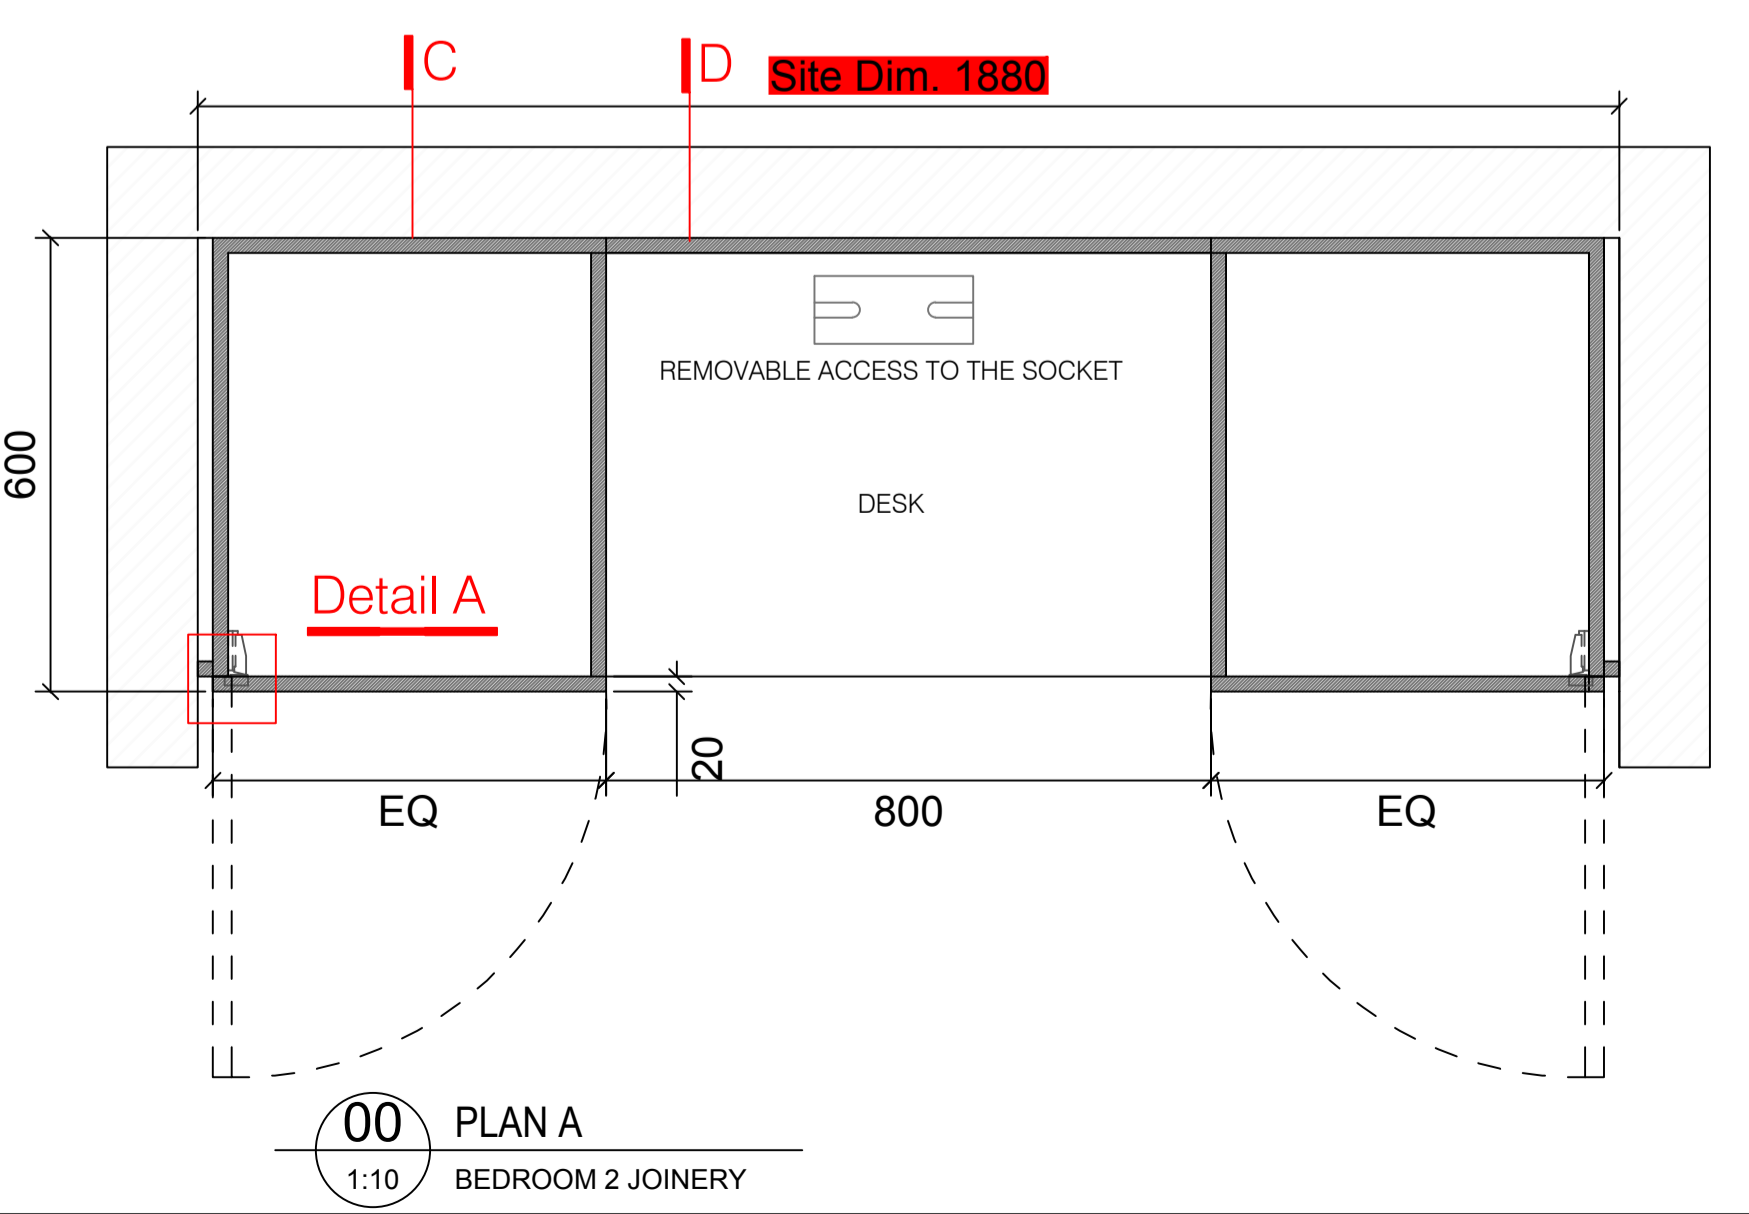 C
D
Site Dim. 1880
REMOVABLE ACCESS TO THE SOCKET
600
DESK
Detail A
20
EQ
800
EQ
00
PLAN A
1:10
BEDROOM 2 JOINERY